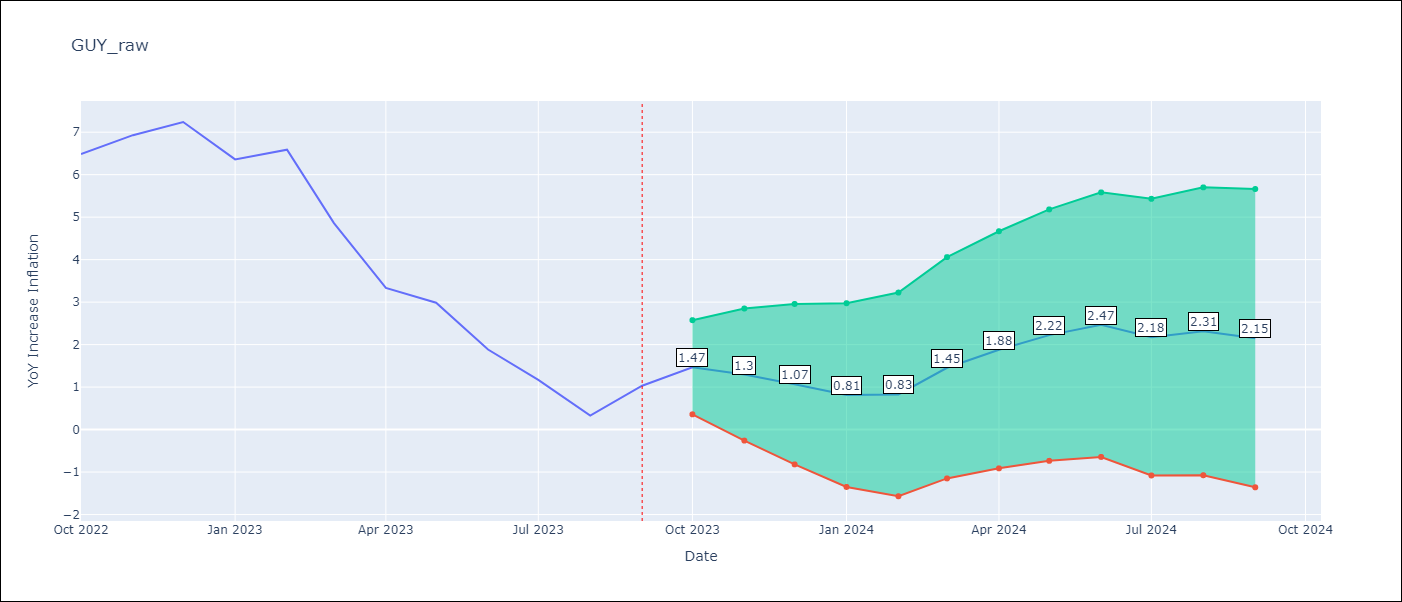 GUY_raw
YoY Increase Inflation
7
6
5
4
3
2
1
0
−1
−2
1.47
1.3
1.07
0.81
0.83
1.45
1.88
2.22
2.47
2.18
2.31
2.15
Oct 2022
Jan 2023
Apr 2023
Jul 2023
Oct 2023
Jan 2024
Apr 2024
Jul 2024
Oct 2024
Date